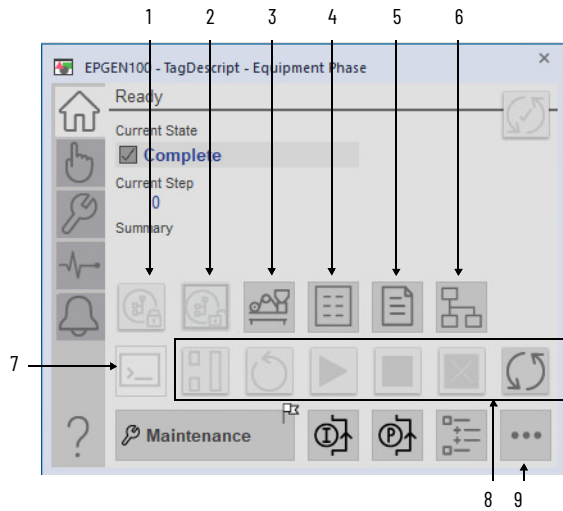 1 2 3 4 5 6
EPGEN100 - TagDescript - Equipment Phase
Ready
Current State
Complete
Current Step
0
Summary
7
Maintenance
8 9